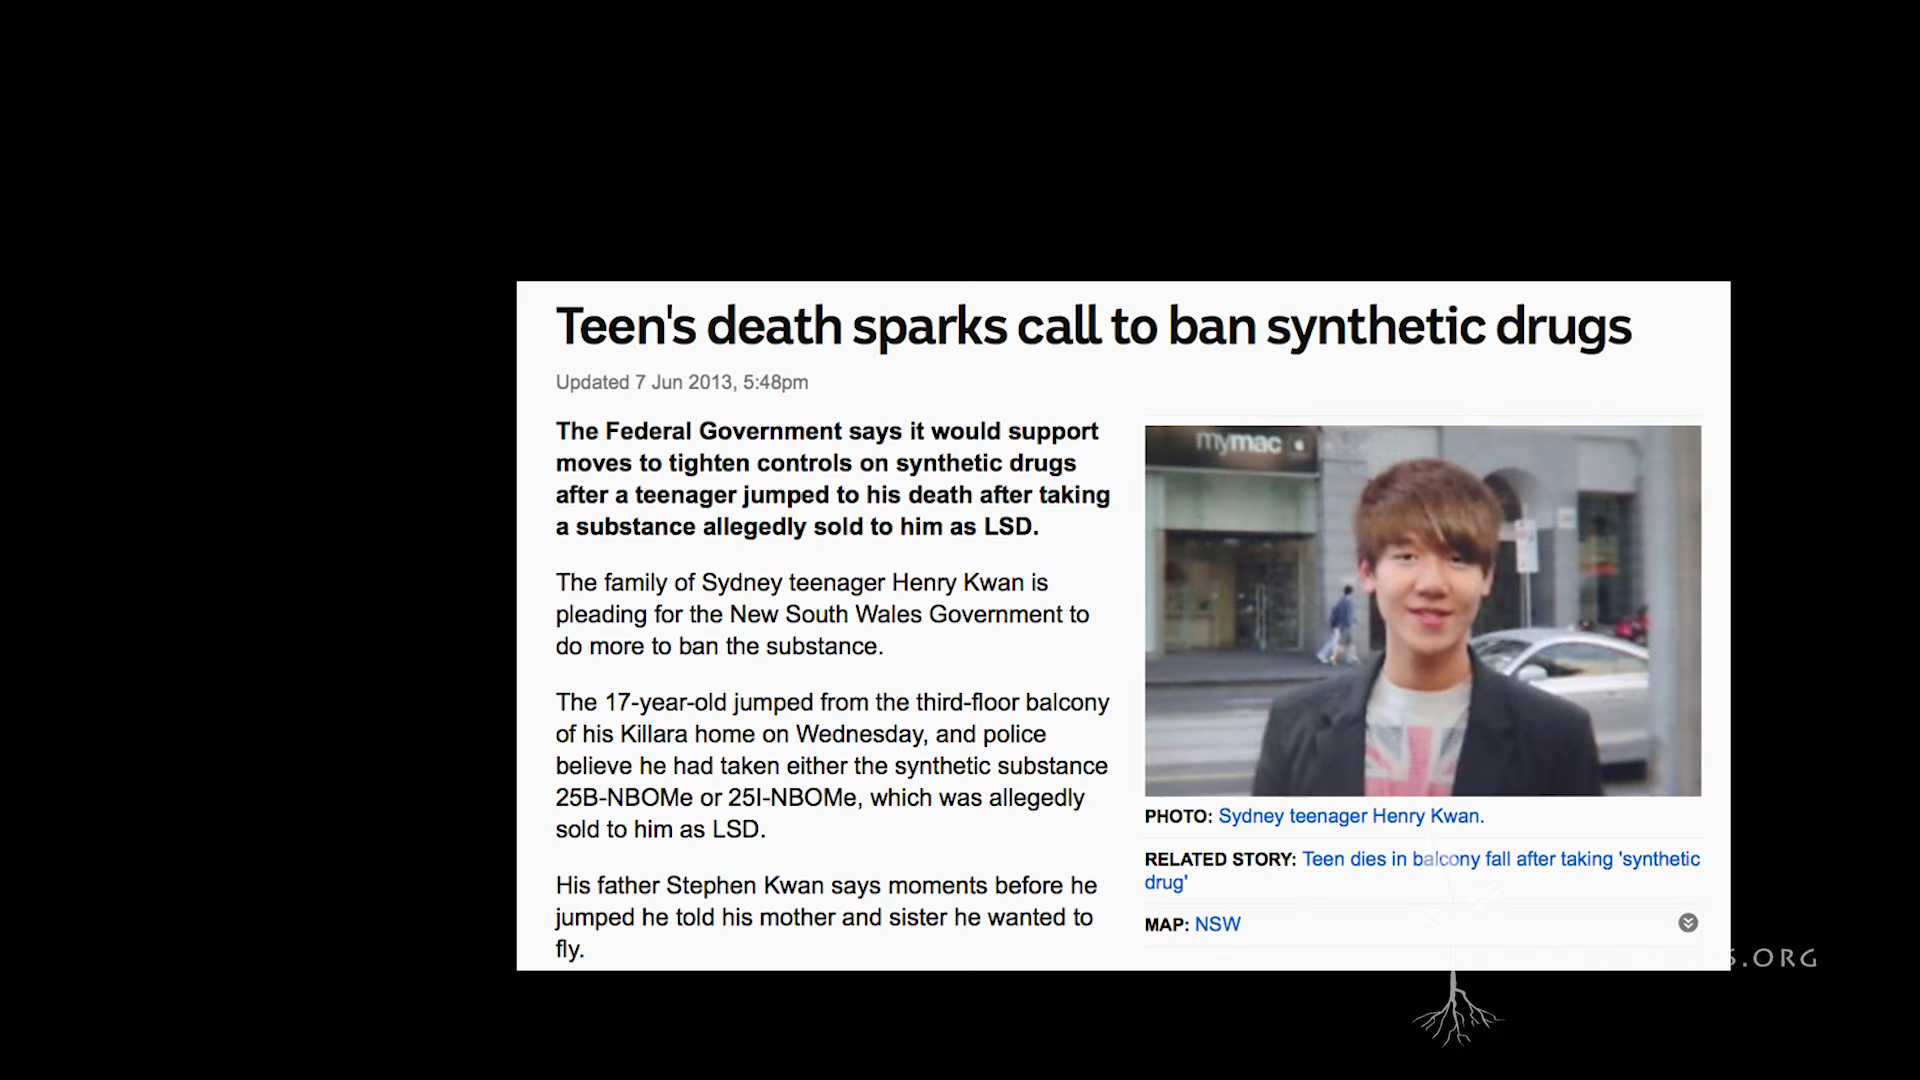 Teen's death sparks call to ban synthetic drugs
Updated 7 Jun 2013, 5:48pm
The Federal Government says it would support
moves to tighten controls on synthetic drugs
after a teenager jumped to his death after taking
a substance allegedly sold to him as LSD.
The family of Sydney teenager Henry Kwan is
pleading for the New South Wales Government to
do more to ban the substance.
The 17-year-old jumped from the third-floor balcony
of his Killara home on Wednesday, and police
believe he had taken either the synthetic substance
25B-NBOMe or 25I-NBOMe, which was allegedly
sold to him as LSD.
His father Stephen Kwan says moments before he
jumped he told his mother and sister he wanted to
fly.
mymac
PHOTO: Sydney teenager Henry Kwan.
RELATED STORY: Teen dies in balcony fall after taking 'synthetic
drug'
MAP: NSW
S.ORG